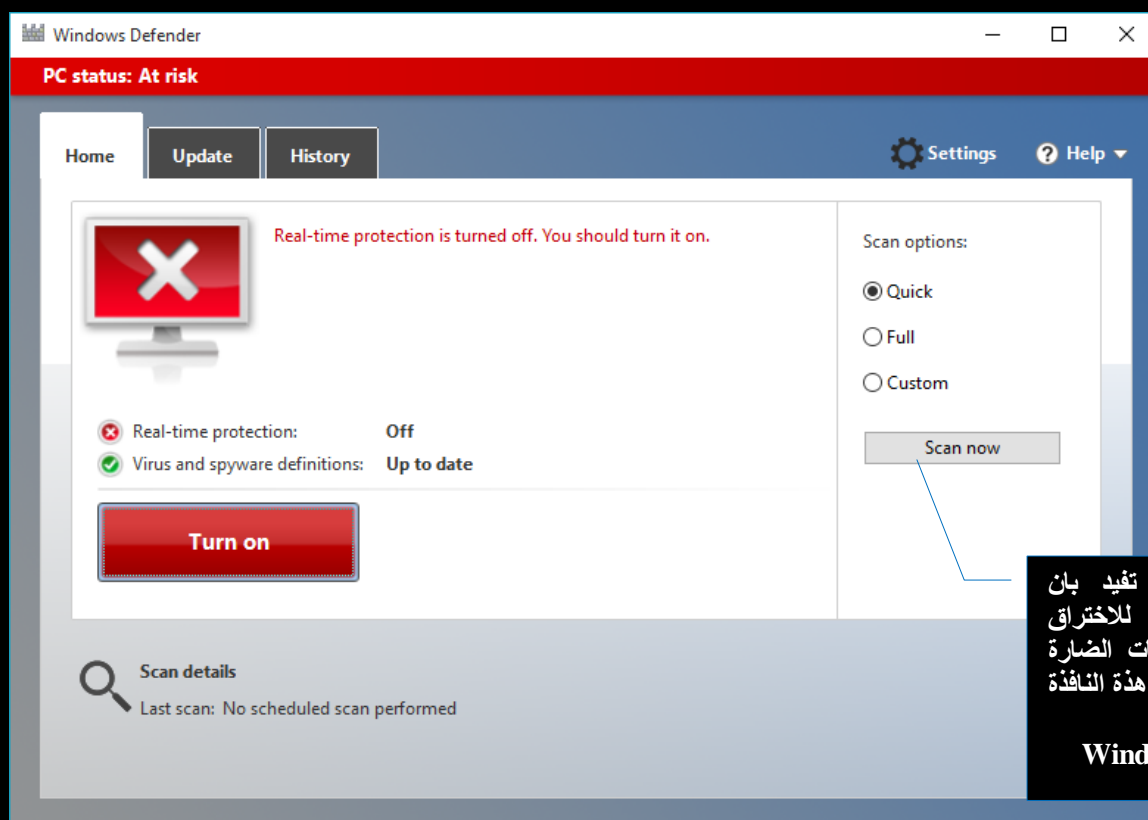 Windows Defender
PC status: At risk
Home
Update
History
Settings
Help
Real-time protection is turned off. You should turn it on.
Real-time protection: Off
Virus and spyware definitions: Up to date
Turn on
Scan options:
Quick
Full
Custom
Scan now
Scan details
Last scan: No scheduled scan performed
تفيد بان
للاختراق
ات الضارة
هذة النافذة
Wind